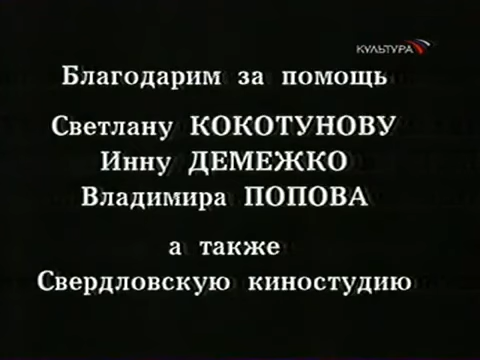 КУЛЬТУРА
Благодарим за помощь
Светлану КОКОТУНОВУ
Инну ДЕМЕЖКО
Владимира ПОПОВА
а также
Свердловскую киностудию